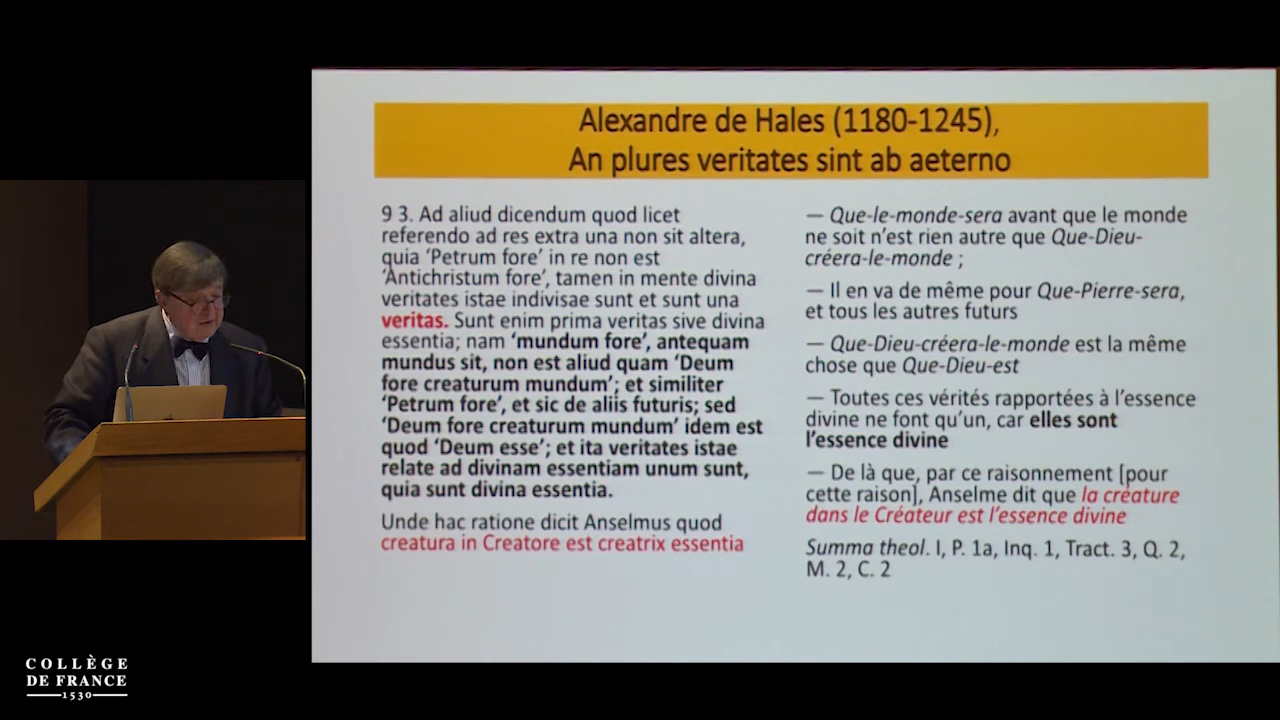 Alexandre de Hales (1180-1245),
An plures veritates sint ab aeterno
9 3. Ad aliud dicendum quod licet
referendo ad res extra una non sit altera,
quia ‘Petrum fore’ in re non est
‘Antichristum fore’, tamen in mente divina
veritates istae indivisae sunt et sunt una
veritas. Sunt enim prima veritas sive divina
essentia; nam ‘mundum fore’, antequam
mundus sit, non est aliud quam ‘Deum
fore creaturum mundum’; et similiter
‘Petrum fore’, et sic de aliis futuris; sed
‘Deum fore creaturum mundum’ idem est
quod ‘Deum esse’; et ita veritates istae
relate ad divinam essentiam unum sunt,
quia sunt divina essentia.
Unde hac ratione dicit Anselmus quod
creatura in Creatore est creatrix essentia
— Que-le-monde-sera avant que le monde
ne soit n’est rien autre que Que-Dieu-
créera-le-monde ;
— Il en va de même pour Que-Pierre-sera,
et tous les autres futurs
— Que-Dieu-créera-le-monde est la même
chose que Que-Dieu-est
— Toutes ces vérités rapportées à l’essence
divine ne font qu’un, car elles sont
l’essence divine
— De là que, par ce raisonnement [pour
cette raison], Anselme dit que la créature
dans le Créateur est l’essence divine
Summa theol. I, P. 1a, Inq. 1, Tract. 3, Q. 2,
M. 2, C. 2
COLLÈGE
DE FRANCE
1530